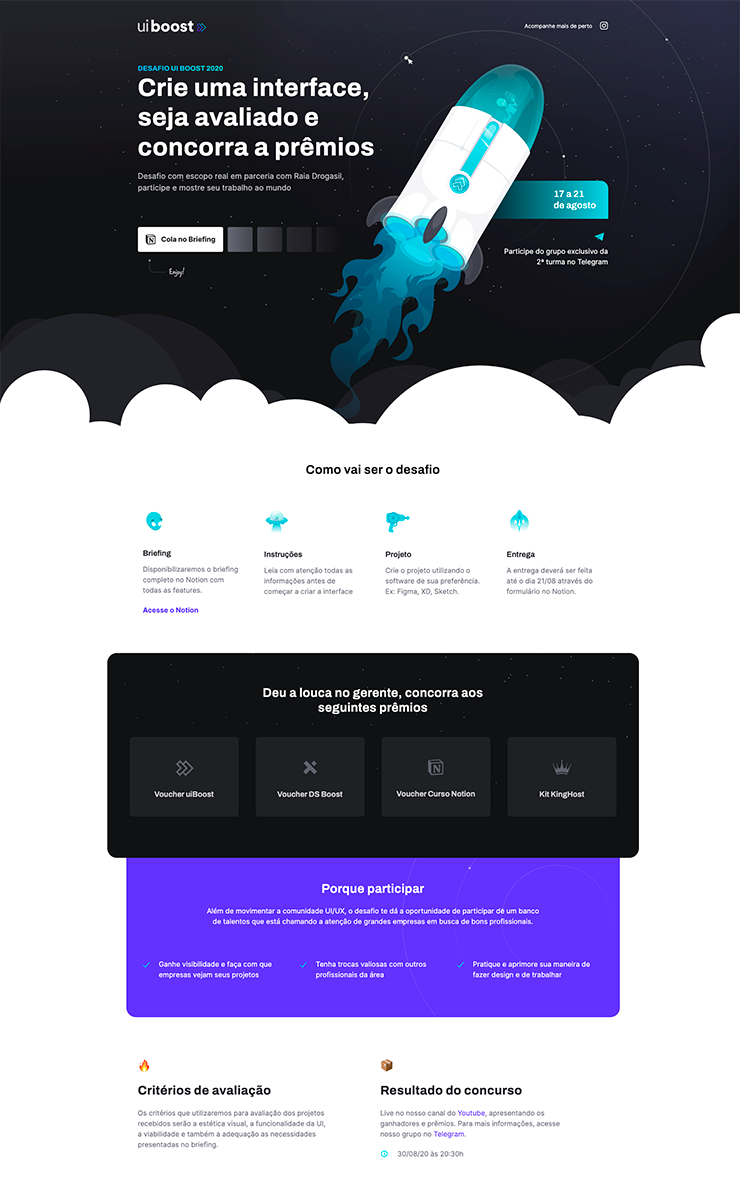 uiboost
Acompanhe mais de perto
DESAFIO UI BOOST 2020
Crie uma interface,
seja avaliado e
concorra a prêmios
Desafio com escopo real em parceria com Raia Drogasil,
participe e mostre seu trabalho ao mundo
Cola no Briefing
Enjoy!
17 a 21
de agosto
Participe do grupo exclusivo da
2ª turma no Telegram
Como vai ser o desafio
Briefing
Disponibilizaremos o briefing
completo no Notion com
todas as features.
Acesse o Notion
Instruções
Leia com atenção todas as
informações antes de
começar a criar a interface
Projeto
Crie o projeto utilizando o
software de sua preferência.
Ex: Figma, XD, Sketch.
Entrega
A entrega deverá ser feita
até o dia 21/08 através do
formulário no Notion.
Deu a louca no gerente, concorra aos
seguintes prêmios
Voucher uiBoost
Voucher DS Boost
Voucher Curso Notion
Kit KingHost
Porque participar
Além de movimentar a comunidade UI/UX, o desafio te dá a oportunidade de participar de um banco
de talentos que está chamando a atenção de grandes empresas em busca de bons profissionais.
Ganhe visibilidade e faça com que
empresas vejam seus projetos
Tenha trocas valiosas com outros
profissionais da área
Pratique e aprimore sua maneira de
fazer design e de trabalhar
Critérios de avaliação
Os critérios que utilizaremos para avaliação dos projetos
recebidos serão a estética visual, a funcionalidade da UI,
a viabilidade e também a adequação as necessidades
presentadas no briefing.
Resultado do concurso
Live no nosso canal do Youtube, apresentando os
ganhadores e prêmios. Para mais informações, acesse
nosso grupo no Telegram.
30/08/20 às 20:30h